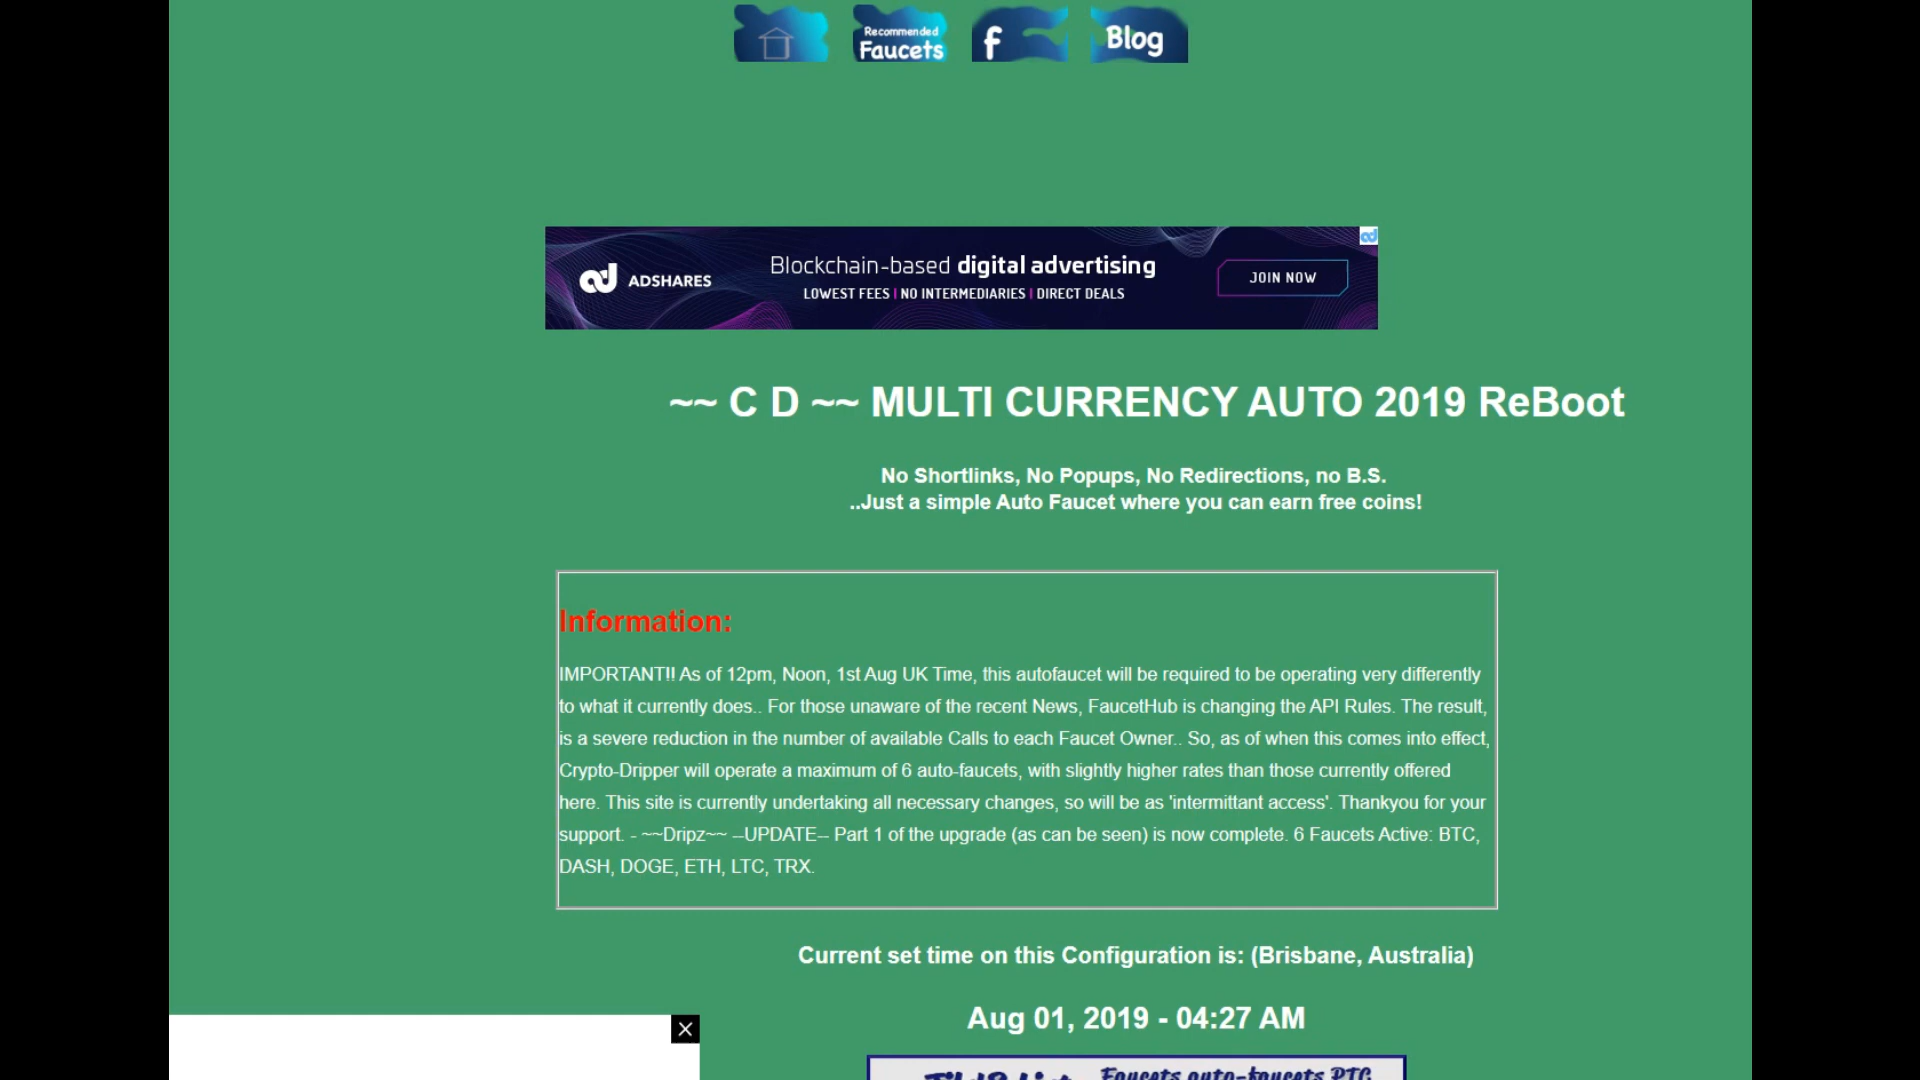 Recommended
Faucets
f
Blog
ADSHARES
Blockchain-based digital advertising
LOWEST FEES | NO INTERMEDIARIES | DIRECT DEALS
JOIN NOW
~~ C D ~~ MULTI CURRENCY AUTO 2019 ReBoot
No Shortlinks, No Popups, No Redirections, no B.S.
..Just a simple Auto Faucet where you can earn free coins!
Information:
IMPORTANT!! As of 12pm, Noon, 1st Aug UK Time, this autofaucet will be required to be operating very differently
to what it currently does.. For those unaware of the recent News, FaucetHub is changing the API Rules. The result,
is a severe reduction in the number of available Calls to each Faucet Owner.. So, as of when this comes into effect,
Crypto-Dripper will operate a maximum of 6 auto-faucets, with slightly higher rates than those currently offered
here. This site is currently undertaking all necessary changes, so will be as 'intermittant access'. Thankyou for your
support. - ~~Dripz~~ --UPDATE-- Part 1 of the upgrade (as can be seen) is now complete. 6 Faucets Active: BTC,
DASH, DOGE, ETH, LTC, TRX.
Current set time on this Configuration is: (Brisbane, Australia)
Aug 01, 2019 - 04:27 AM
Faucets auto-faucets PTC